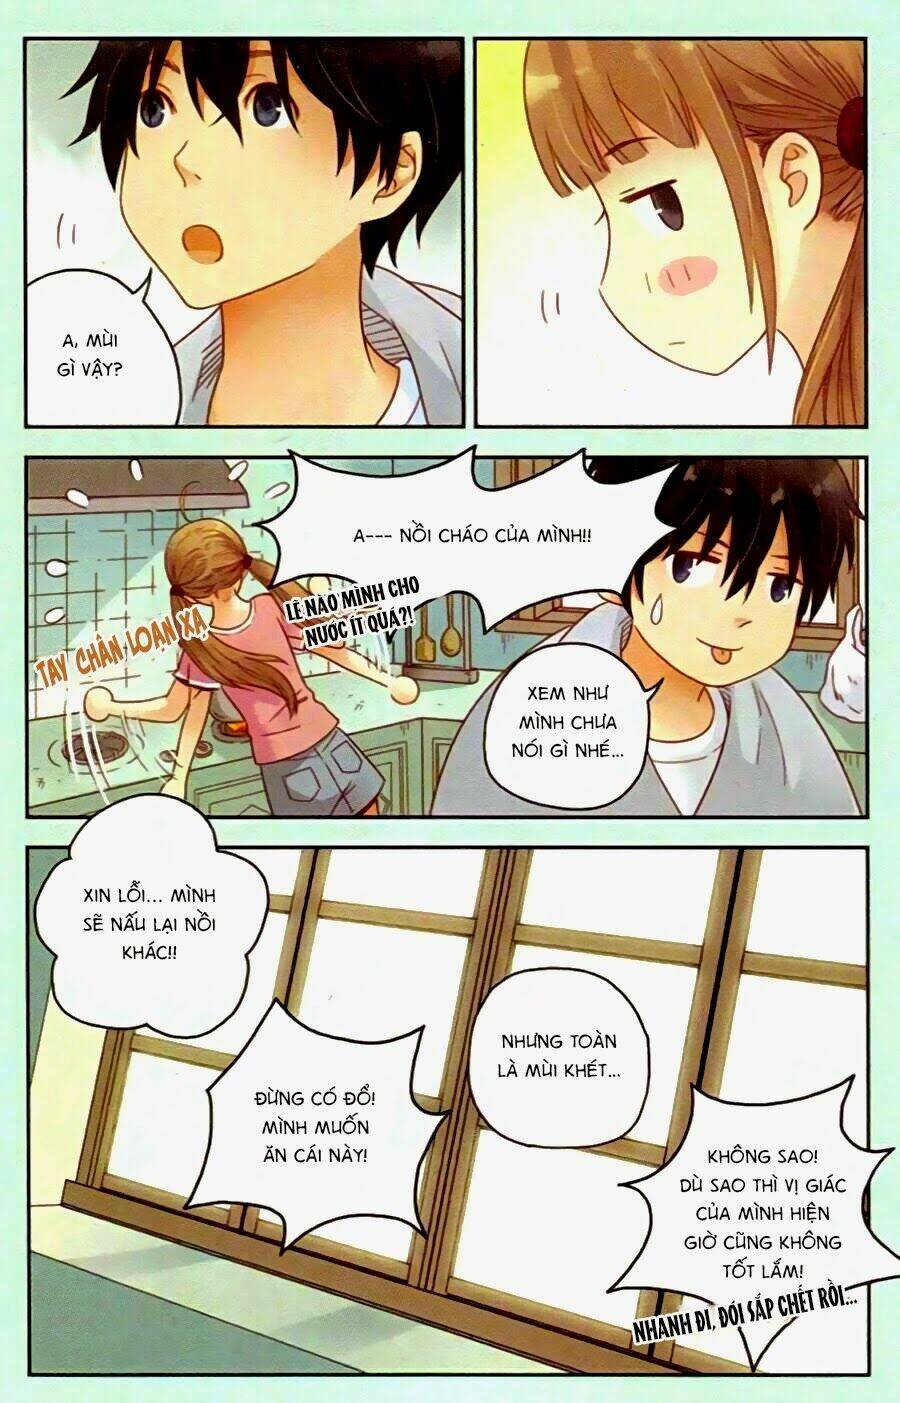 A, MÙI
GÌ VẬY?
A--- NỒI CHÁO CỦA MÌNH!!
LẼ NÀO MÌNH CHO
NƯỚC ÍT QUÁ?!
TAY CHÂN LOẠN XẠ
XEM NHƯ
MÌNH CHƯA
NÓI GÌ NHÉ...
XIN LỖI... MÌNH
SẼ NẤU LẠI NỒI
KHÁC!!
NHƯNG TOÀN
LÀ MÙI KHÉT...
ĐỪNG CÓ ĐỔ!
MÌNH MUỐN
ĂN CÁI NÀY!
KHÔNG SAO!
DÙ SAO THÌ VỊ GIÁC
CỦA MÌNH HIỆN
GIỜ CŨNG KHÔNG
TỐT LẮM!
NHANH ĐI, ĐÓI SẮP CHẾT RỒI...